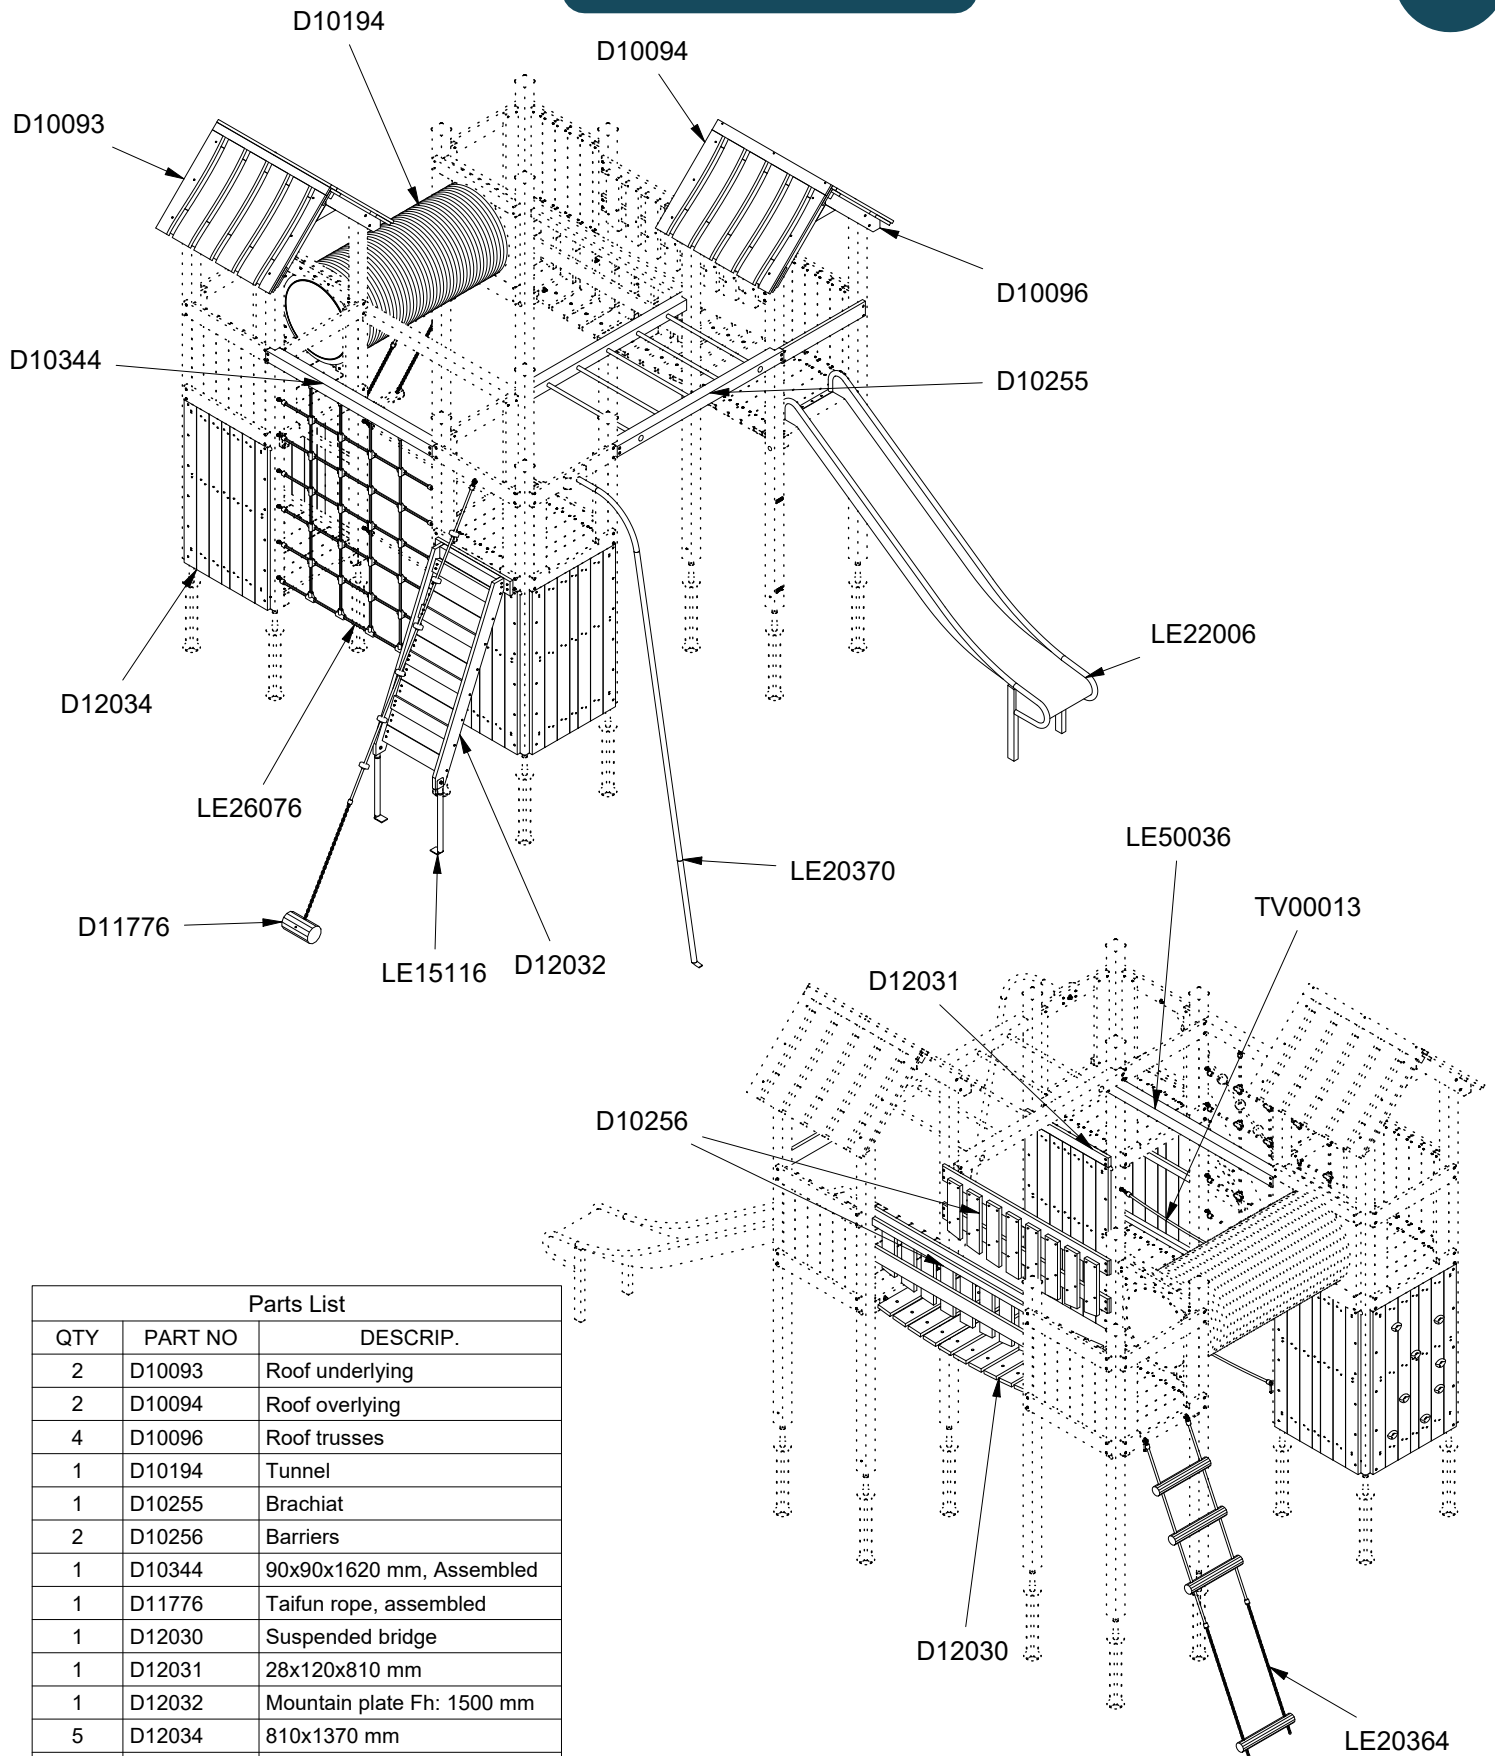 D10194
D10094
D10093
D10096
D10344
D10255
LE22006
D12034
LE26076
LE20370
LE50036
TV00013
D11776
LE15116
D12032
D12031
D10256
Parts List
QTY PART NO DESCRIP.
2 D10093 Roof underlying
2 D10094 Roof overlying
4 D10096 Roof trusses
1 D10194 Tunnel
1 D10255 Brachiat
2 D10256 Barriers
1 D10344 90x90x1620 mm, Assembled
1 D11776 Taifun rope, assembled
1 D12030 Suspended bridge
1 D12031 28x120x810 mm
1 D12032 Mountain plate Fh: 1500 mm
5 D12034 810x1370 mm
D12030
LE20364